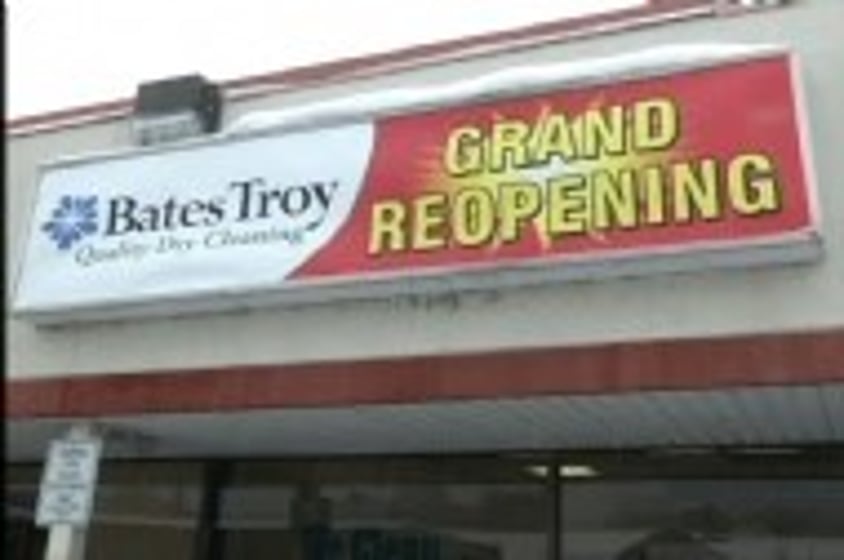 Bates Troy
Quality Dry Cleaning
GRAND
REOPENING